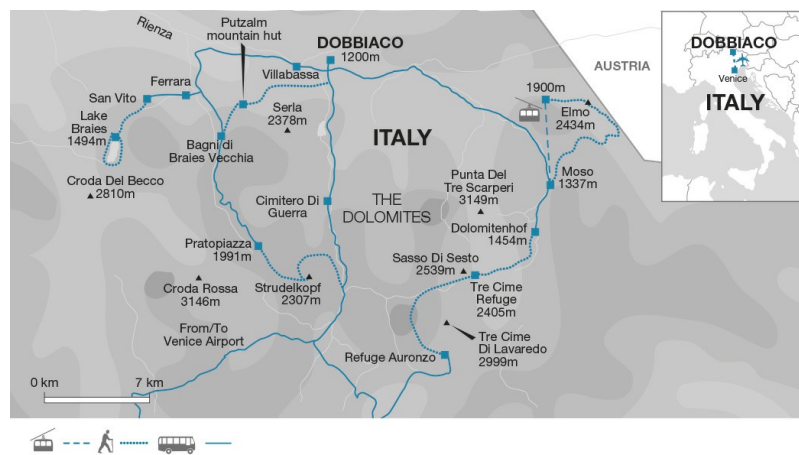 Rienza
Putzalm
mountain hut
DOBBIACO
1200m
Villabassa
Ferrara
San Vito
Lake
Braies
1494m
Serla
2378m
Bagni di
Braies Vecchia
Croda Del Becco
2810m
ITALY
AUSTRIA
1900m
Elmo
2434m
Moso
1337m
Punta Del
Tre Scarperi
3149m
Cimitero Di
Guerra
THE
DOLOMITES
Dolomitenhof
1454m
Pratopiazza
1991m
Sasso Di Sesto
2539m
Croda Rossa
3146m
Strudelkopf
2307m
Tre Cime
Refuge
2405m
From/To
Venice Airport
Tre Cime
Di Lavaredo
2999m
Refuge Auronzo
0 km 7 km
DOBBIACO
Venice
ITALY